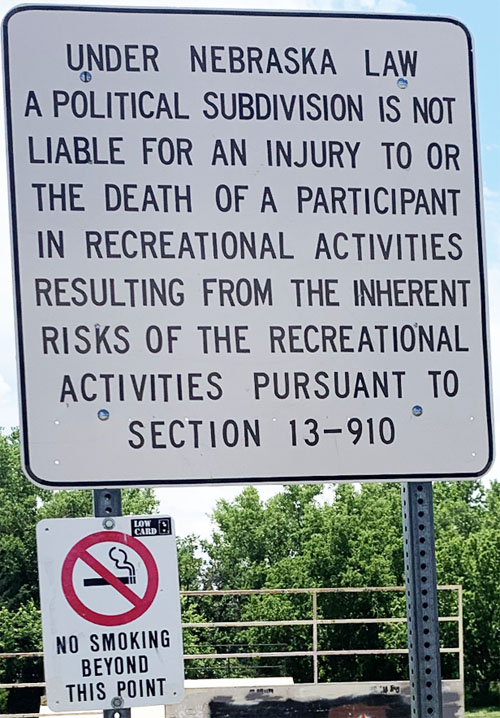 UNDER NEBRASKA LAW
A POLITICAL SUBDIVISION IS NOT
LIABLE FOR AN INJURY TO OR
THE DEATH OF A PARTICIPANT
IN RECREATIONAL ACTIVITIES
RESULTING FROM THE INHERENT
RISKS OF THE RECREATIONAL
ACTIVITIES PURSUANT TO
SECTION 13-910
LOW
CARD
NO SMOKING
BEYOND
THIS POINT